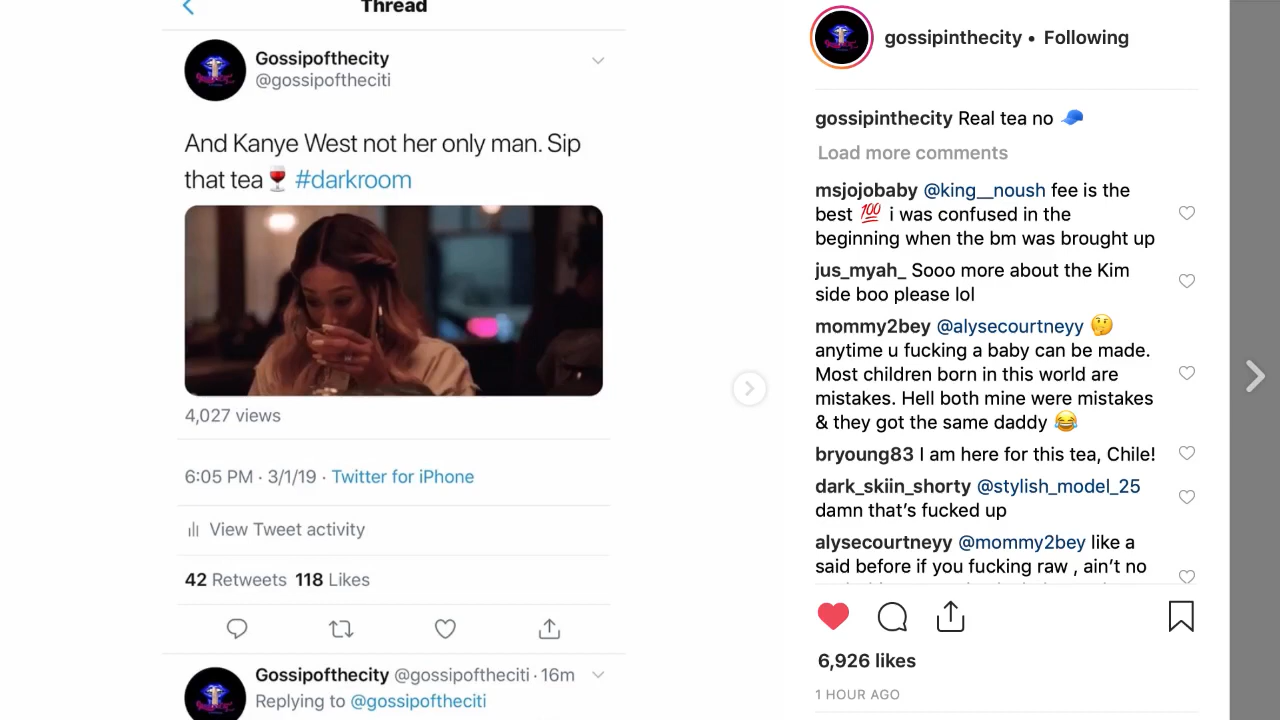 Thread
Gossipofthecity
@gossipoftheciti
And Kanye West not her only man. Sip
that tea🍷 #darkroom
4,027 views
6:05 PM · 3/1/19 · Twitter for iPhone
View Tweet activity
42 Retweets 118 Likes
Gossipofthecity @gossipoftheciti · 16m
Replying to @gossipoftheciti
gossipinthecity • Following
gossipinthecity Real tea no 🧢
Load more comments
msjojobaby @king__noush fee is the
best 💯 i was confused in the
beginning when the bm was brought up
jus_myah_ Sooo more about the Kim
side boo please lol
mommy2bey @alysecourtneyy 🤔
anytime u fucking a baby can be made.
Most children born in this world are
mistakes. Hell both mine were mistakes
& they got the same daddy 😂
bryoung83 I am here for this tea, Chile!
dark_skiin_shorty @stylish_model_25
damn that's fucked up
alysecourtneyy @mommy2bey like a
said before if you fucking raw , ain't no
6,926 likes
1 HOUR AGO